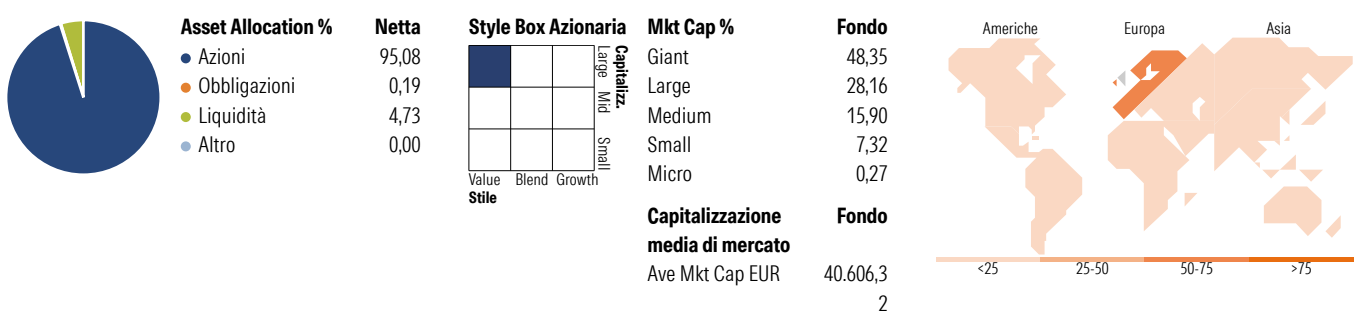 Asset Allocation % Netta
Azioni 95,08
Obbligazioni 0,19
Liquidità 4,73
Altro 0,00
Style Box Azionaria
Capitalizz.
Large Mid Small
Value Blend Growth
Stile
Mkt Cap % Fondo
Giant 48,35
Large 28,16
Medium 15,90
Small 7,32
Micro 0,27
Capitalizzazione Fondo
media di mercato
Ave Mkt Cap EUR 40.606,3
2
Americhe Europa Asia
<25 25-50 50-75 >75